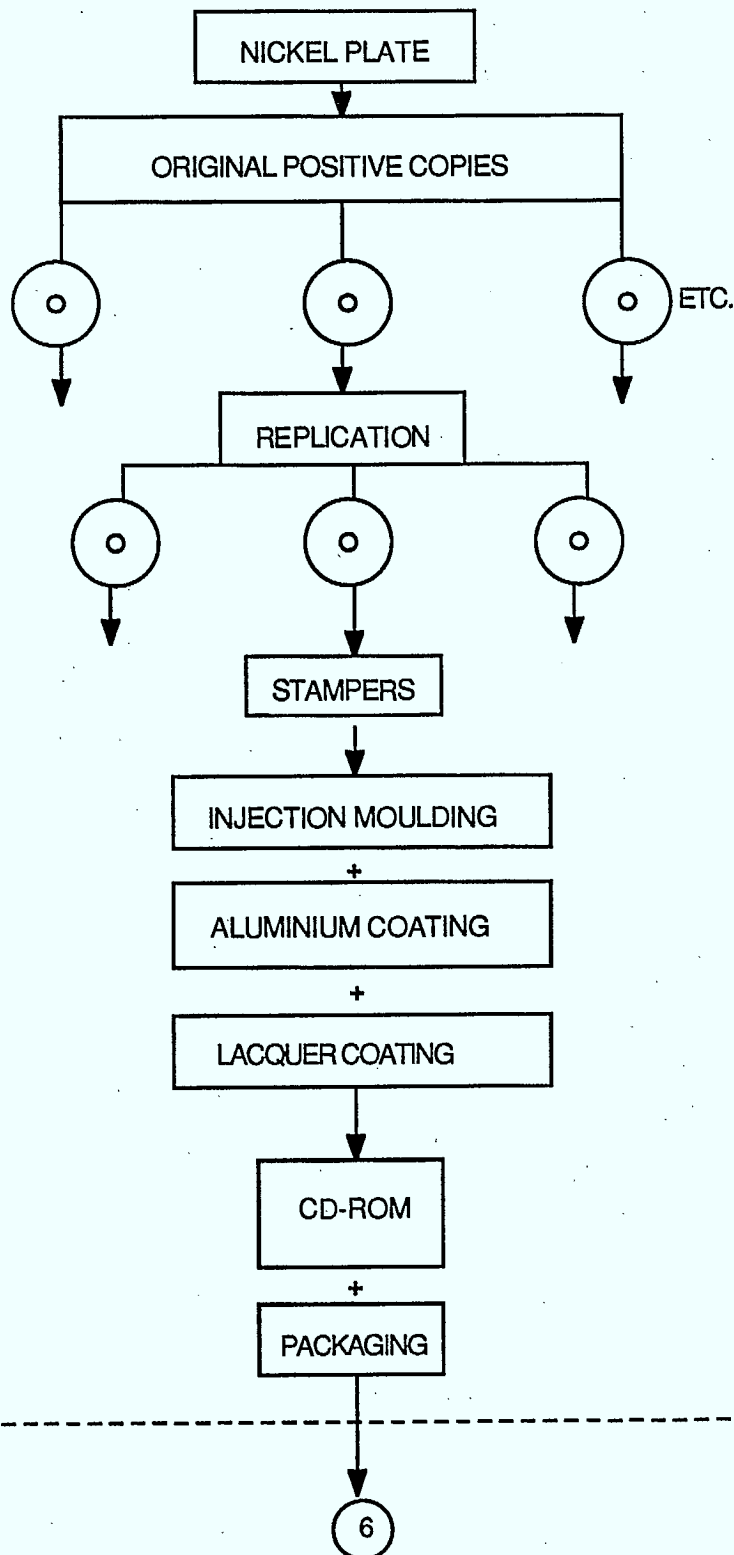 NICKEL PLATE
ORIGINAL POSITIVE COPIES
ETC.
REPLICATION
STAMPERS
INJECTION MOULDING
+
ALUMINIUM COATING
+
LACQUER COATING
CD-ROM
+
PACKAGING
6